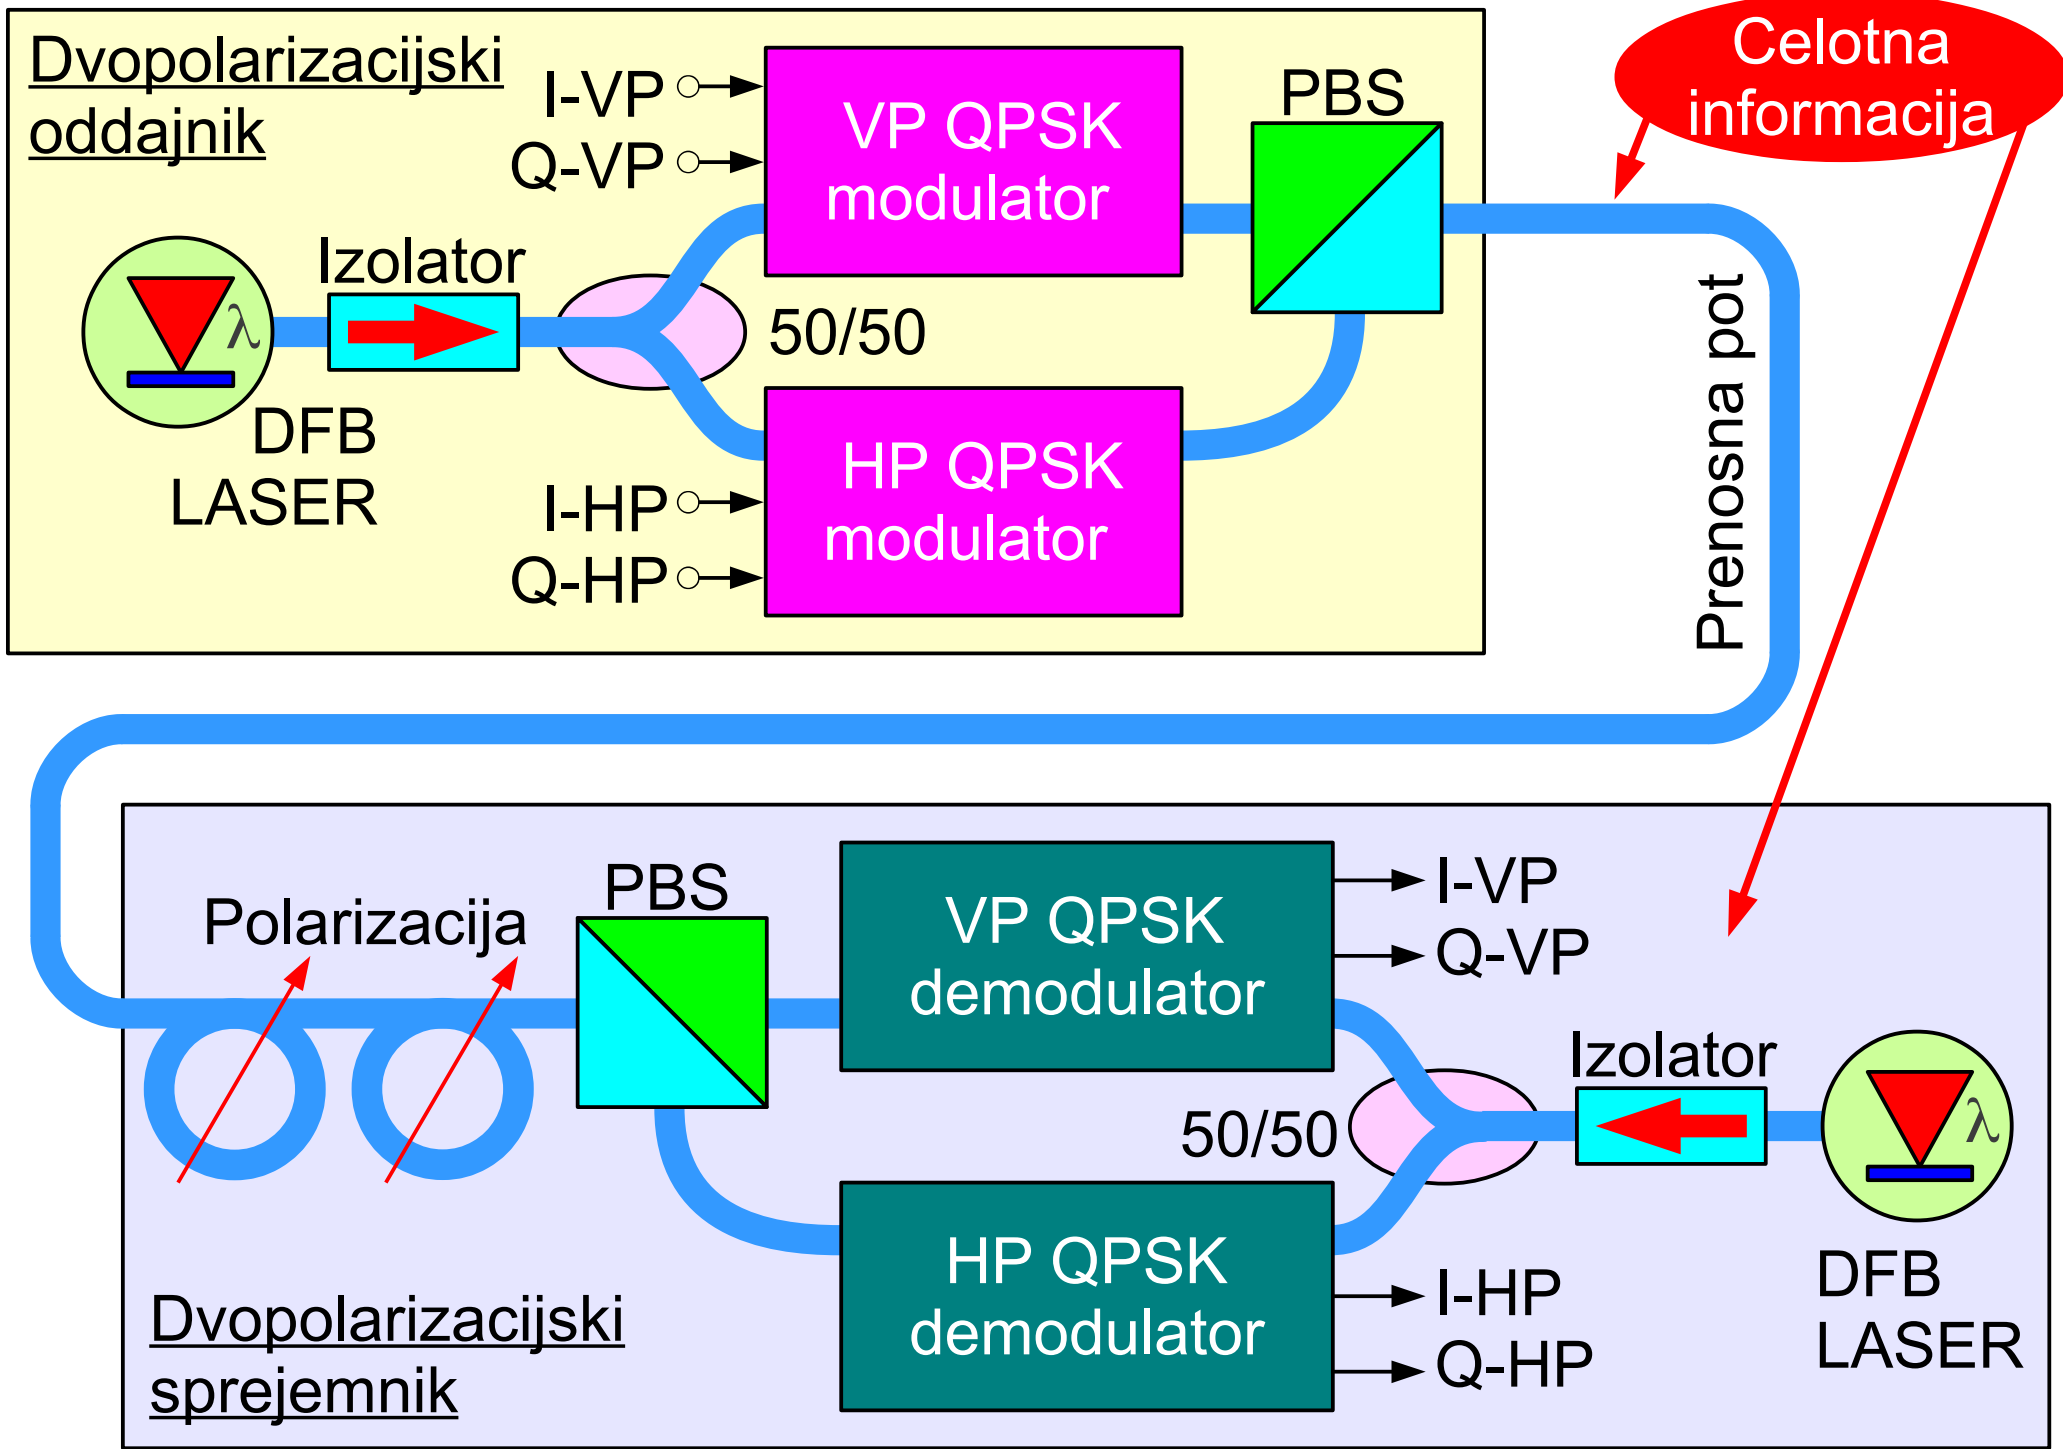 Dvopolarizacijski
oddajnik
I-VP
Q-VP
VP QPSK
modulator
PBS
Celotna
informacija
Izolator
λ
50/50
DFB
LASER
I-HP
Q-HP
HP QPSK
modulator
Prenosna pot
Polarizacija
PBS
VP QPSK
demodulator
I-VP
Q-VP
Izolator
λ
50/50
HP QPSK
demodulator
I-HP
Q-HP
DFB
LASER
Dvopolarizacijski
sprejemnik